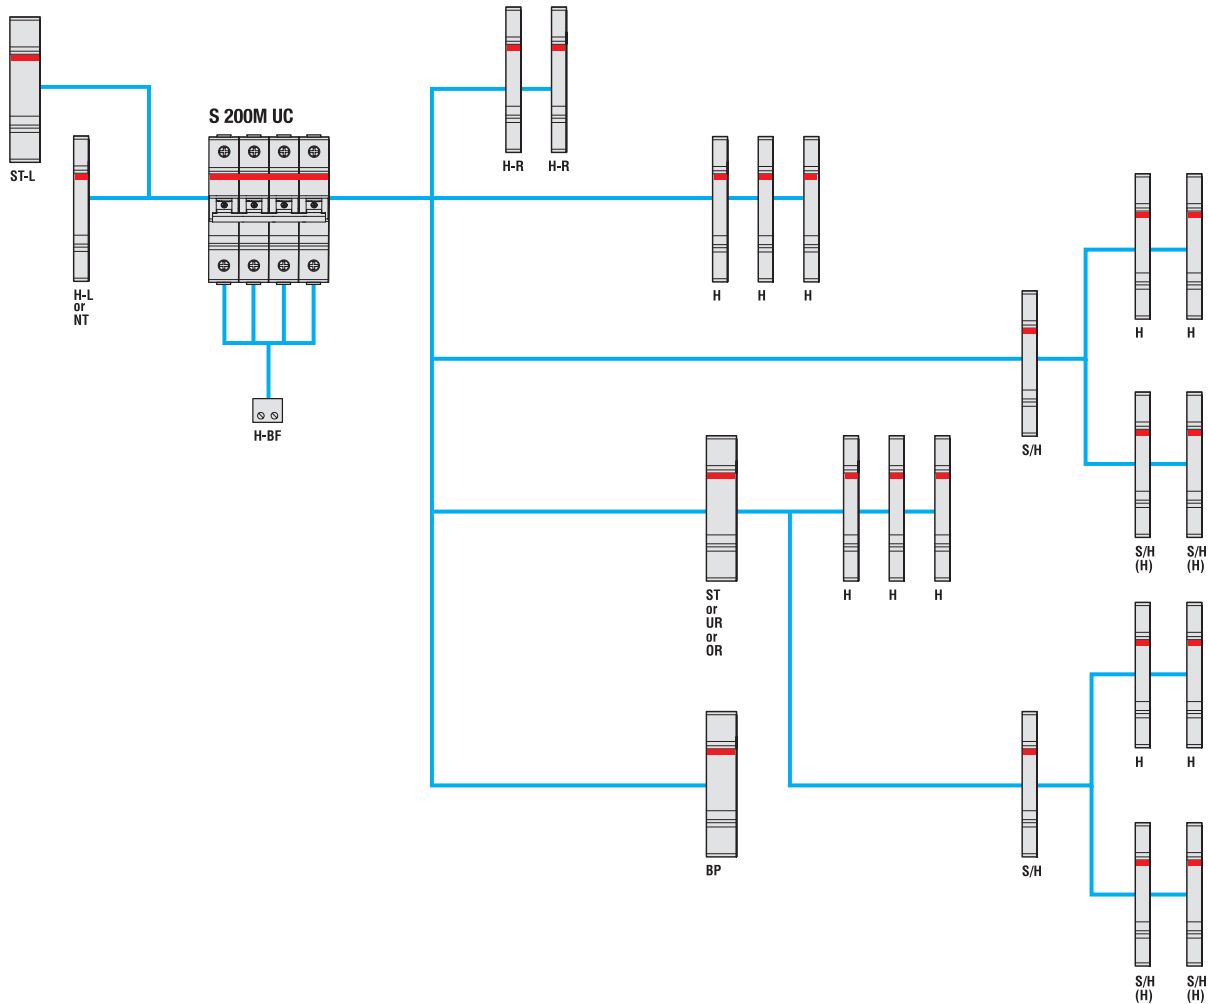 S 200M UC
ST-L
H-R
H-R
H-L
or
NT
H
H
H
H
H
H-BF
S/H
S/H
(H)
S/H
(H)
ST
or
UR
or
OR
H
H
H
H
H
BP
S/H
S/H
(H)
S/H
(H)